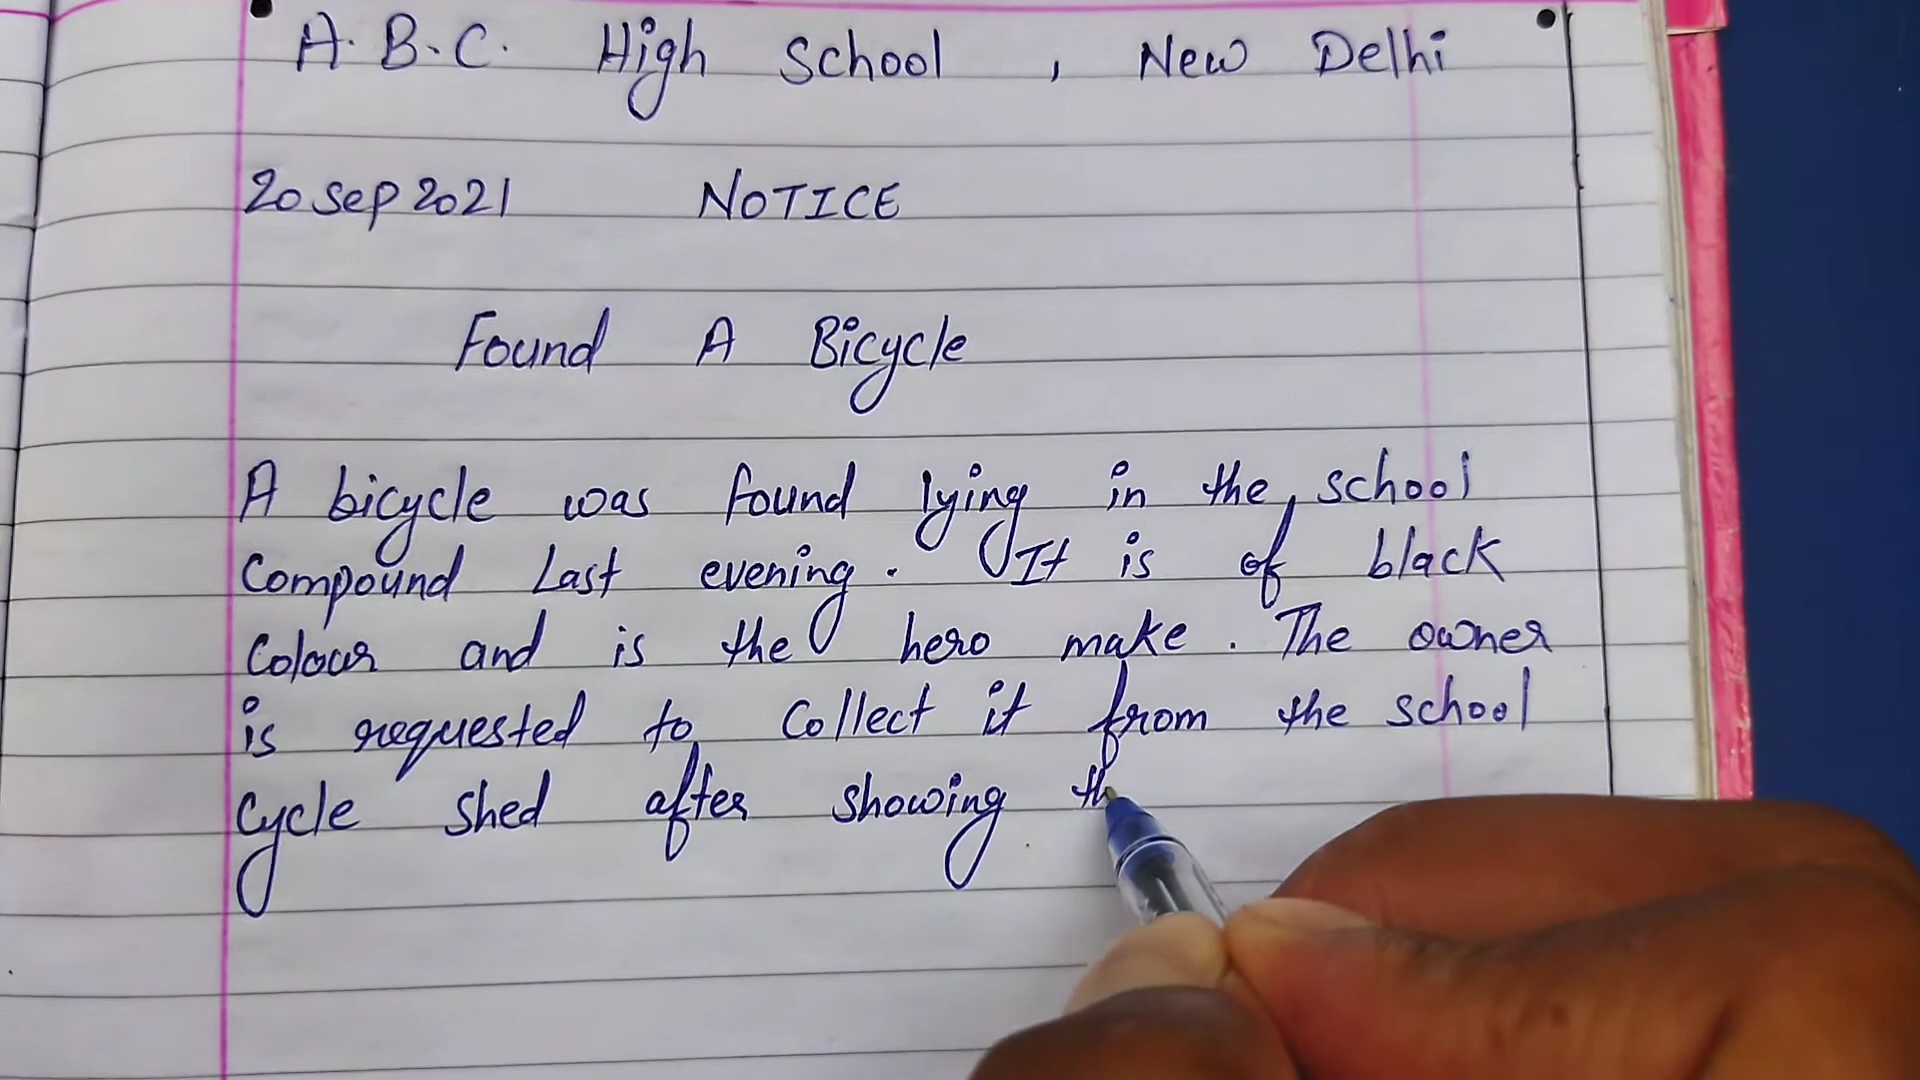 A. B. C. High School, New Delhi
20 Sep 2021 NOTICE
Found A Bicycle
A bicycle was found lying in the school
Compound Last evening. It is of black
Colour and is the hero make. The owner
is requested to Collect it from the school
Cycle Shed after showing th